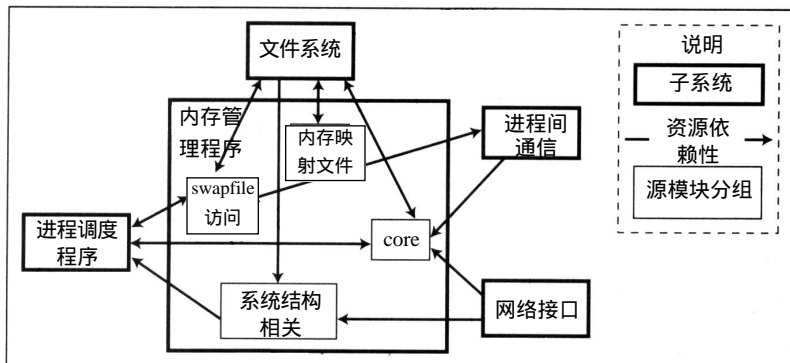 文件系统
内存管
理程序
内存映
射文件
进程间
通信
swapfile
访问
进程调度
程序
core
系统结构
相关
网络接口
说明
子系统
资源依
赖性
源模块分组